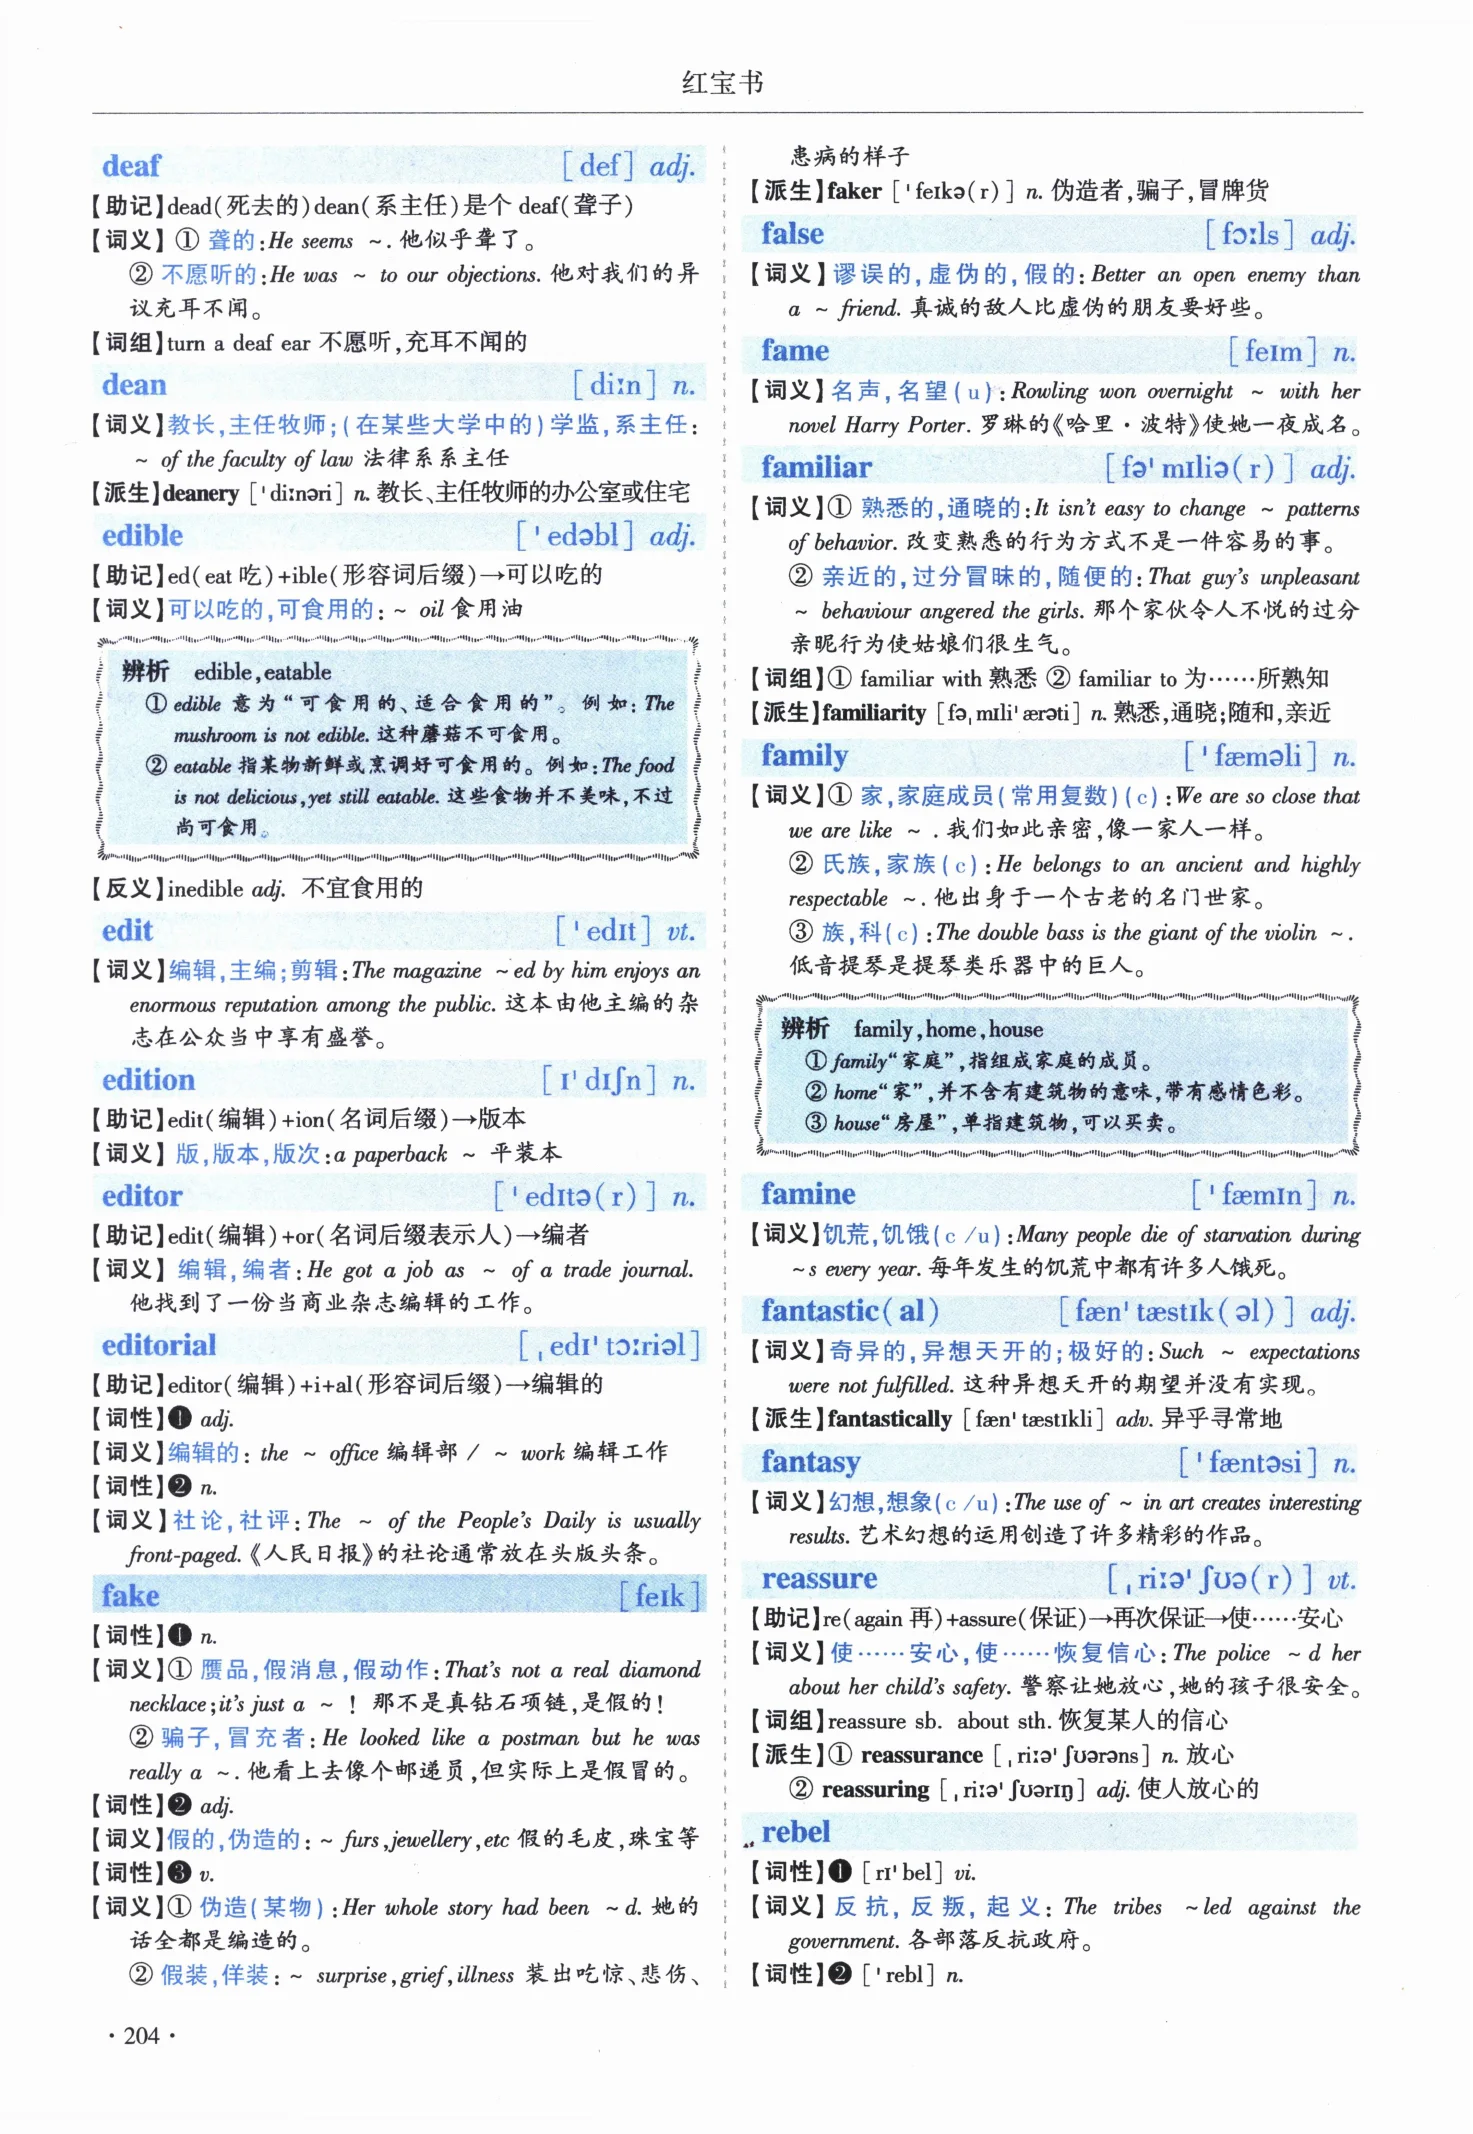 红宝书
deaf [def] adj.
【助记】dead(死去的)dean(系主任)是个 deaf(聋子)
【词义】① 聋的:He seems ~. 他似乎聋了。
② 不愿听的:He was ~ to our objections. 他对我们的异
议充耳不闻。
【词组】turn a deaf ear 不愿听,充耳不闻的
dean [diːn] n.
【词义】教长,主任牧师;(在某些大学中的)学监,系主任:
~ of the faculty of law 法律系系主任
【派生】deanery [ˈdiːnəri] n. 教长、主任牧师的办公室或住宅
edible [ˈedəbl] adj.
【助记】ed(eat 吃)+ible(形容词后缀)→可以吃的
【词义】可以吃的,可食用的: ~ oil 食用油
辨析 edible,eatable
① edible 意为“可食用的、适合食用的”。例如: The
mushroom is not edible. 这种蘑菇不可食用。
② eatable 指某物新鲜或烹调好可食用的。例如:The food
is not delicious,yet still eatable. 这些食物并不美味,不过
尚可食用。
【反义】inedible adj. 不宜食用的
edit [ˈedɪt] vt.
【词义】编辑,主编;剪辑:The magazine ~ed by him enjoys an
enormous reputation among the public. 这本由他主编的杂
志在公众当中享有盛誉。
edition [ɪˈdɪʃn] n.
【助记】edit(编辑)+ion(名词后缀)→版本
【词义】版,版本,版次:a paperback ~ 平装本
editor [ˈedɪtə(r)] n.
【助记】edit(编辑)+or(名词后缀表示人)→编者
【词义】编辑,编者:He got a job as ~ of a trade journal.
他找到了一份当商业杂志编辑的工作。
editorial [ˌedɪˈtɔːriəl]
【助记】editor(编辑)+i+al(形容词后缀)→编辑的
【词性】❶ adj.
【词义】编辑的: the ~ office 编辑部 / ~ work 编辑工作
【词性】❷ n.
【词义】社论,社评:The ~ of the People's Daily is usually
front-paged.《人民日报》的社论通常放在头版头条。
fake [feɪk]
【词性】❶ n.
【词义】① 赝品,假消息,假动作:That's not a real diamond
necklace;it's just a ~ ! 那不是真钻石项链,是假的!
② 骗子,冒充者:He looked like a postman but he was
really a ~. 他看上去像个邮递员,但实际上是假冒的。
【词性】❷ adj.
【词义】假的,伪造的: ~ furs,jewellery,etc 假的毛皮,珠宝等
【词性】❸ v.
【词义】① 伪造(某物):Her whole story had been ~d. 她的
话全都是编造的。
② 假装,佯装: ~ surprise,grief,illness 装出吃惊、悲伤、
患病的样子
【派生】faker [ˈfeɪkə(r)] n. 伪造者,骗子,冒牌货
false [fɔːls] adj.
【词义】谬误的,虚伪的,假的:Better an open enemy than
a ~ friend. 真诚的敌人比虚伪的朋友要好些。
fame [feɪm] n.
【词义】名声,名望(u):Rowling won overnight ~ with her
novel Harry Porter. 罗琳的《哈里·波特》使她一夜成名。
familiar [fəˈmɪliə(r)] adj.
【词义】① 熟悉的,通晓的:It isn't easy to change ~ patterns
of behavior. 改变熟悉的行为方式不是一件容易的事。
② 亲近的,过分冒昧的,随便的:That guy's unpleasant
~ behaviour angered the girls. 那个家伙令人不悦的过分
亲昵行为使姑娘们很生气。
【词组】① familiar with 熟悉 ② familiar to 为……所熟知
【派生】familiarity [fəˌmɪliˈærəti] n. 熟悉,通晓;随和,亲近
family [ˈfæməli] n.
【词义】① 家,家庭成员(常用复数)(c):We are so close that
we are like ~ . 我们如此亲密,像一家人一样。
② 氏族,家族(c):He belongs to an ancient and highly
respectable ~. 他出身于一个古老的名门世家。
③ 族,科(c):The double bass is the giant of the violin ~.
低音提琴是提琴类乐器中的巨人。
辨析 family,home,house
① family“家庭”,指组成家庭的成员。
② home“家”,并不含有建筑物的意味,带有感情色彩。
③ house“房屋”,单指建筑物,可以买卖。
famine [ˈfæmɪn] n.
【词义】饥荒,饥饿(c/u):Many people die of starvation during
~s every year. 每年发生的饥荒中都有许多人饿死。
fantastic(al) [fænˈtæstɪk(əl)] adj.
【词义】奇异的,异想天开的;极好的:Such ~ expectations
were not fulfilled. 这种异想天开的期望并没有实现。
【派生】fantastically [fænˈtæstɪkli] adv. 异乎寻常地
fantasy [ˈfæntəsi] n.
【词义】幻想,想象(c/u):The use of ~ in art creates interesting
results. 艺术幻想的运用创造了许多精彩的作品。
reassure [ˌriːəˈʃʊə(r)] vt.
【助记】re(again 再)+assure(保证)→再次保证→使……安心
【词义】使……安心,使……恢复信心:The police ~d her
about her child's safety. 警察让她放心,她的孩子很安全。
【词组】reassure sb. about sth. 恢复某人的信心
【派生】① reassurance [ˌriːəˈʃʊərəns] n. 放心
② reassuring [ˌriːəˈʃʊərɪŋ] adj. 使人放心的
rebel
【词性】❶ [rɪˈbel] vi.
【词义】反抗,反叛,起义: The tribes ~led against the
government. 各部落反抗政府。
【词性】❷ [ˈrebl] n.
·204·